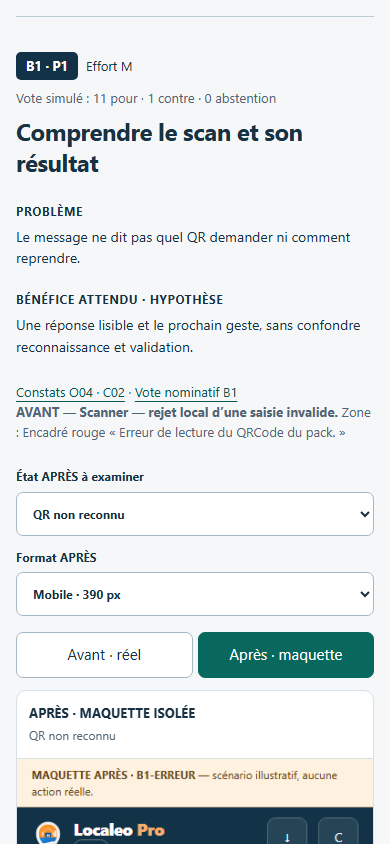 B1 · P1 Effort M
Vote simulé : 11 pour · 1 contre · 0 abstention
Comprendre le scan et son
résultat
PROBLÈME
Le message ne dit pas quel QR demander ni comment
reprendre.
BÉNÉFICE ATTENDU · HYPOTHÈSE
Une réponse lisible et le prochain geste, sans confondre
reconnaissance et validation.
Constats O04 · C02 · Vote nominatif B1
AVANT — Scanner — rejet local d’une saisie invalide. Zone
: Encadré rouge « Erreur de lecture du QRCode du pack. »
État APRÈS à examiner
QR non reconnu
Format APRÈS
Mobile · 390 px
Avant · réel Après · maquette
APRÈS · MAQUETTE ISOLÉE
QR non reconnu
MAQUETTE APRÈS · B1-ERREUR — scénario illustratif, aucune
action réelle.
Localeo Pro ↓ C